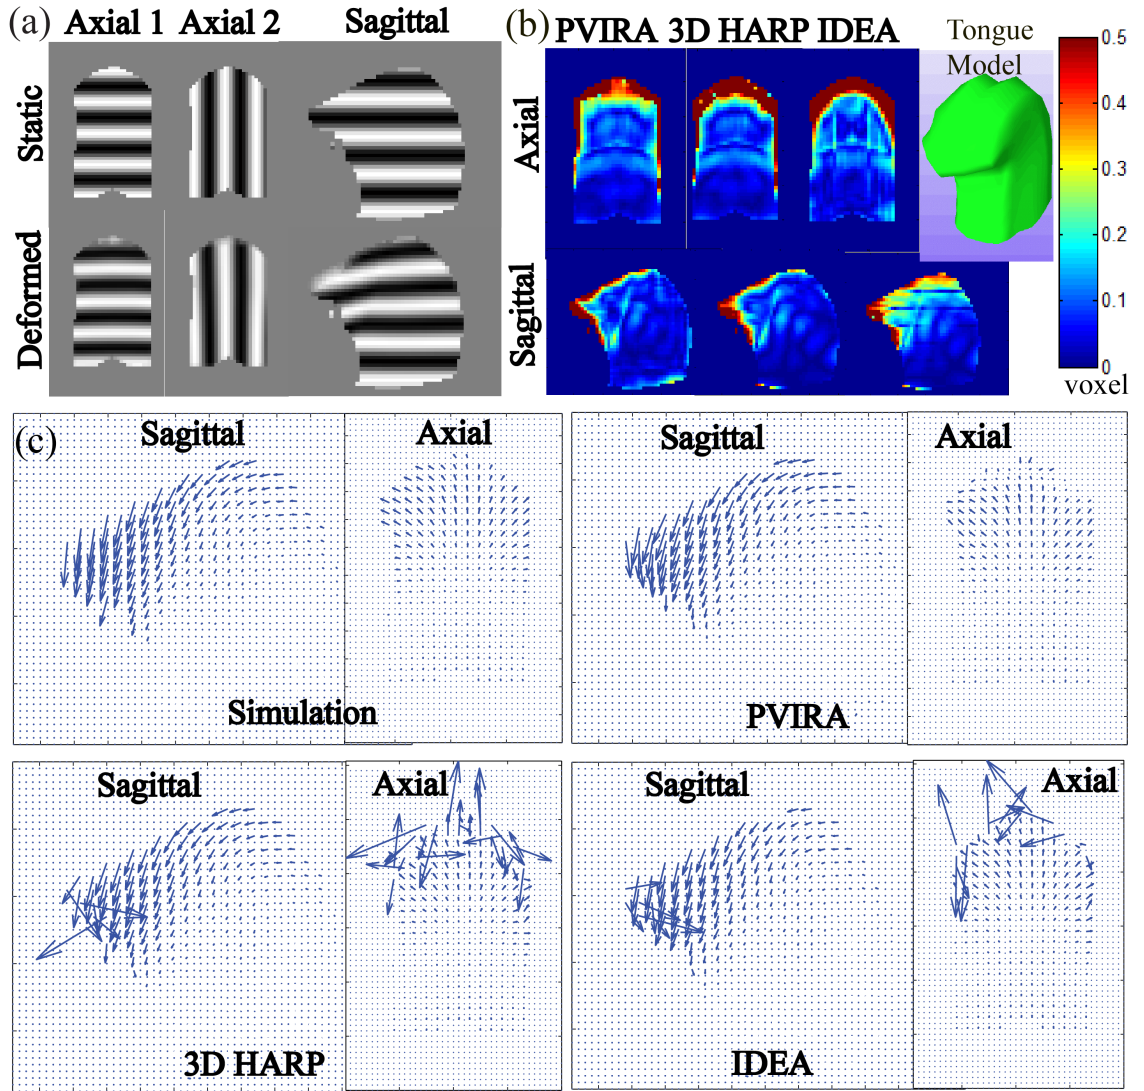 (a) Axial 1 Axial 2 Sagittal
Static
Deformed
(b) PVIRA 3D HARP IDEA
Tongue
Model
Axial
Sagittal
0.5
0.4
0.3
0.2
0.1
0
voxel
(c)
Sagittal
Axial
Simulation
Sagittal
Axial
PVIRA
Sagittal
Axial
3D HARP
Sagittal
Axial
IDEA